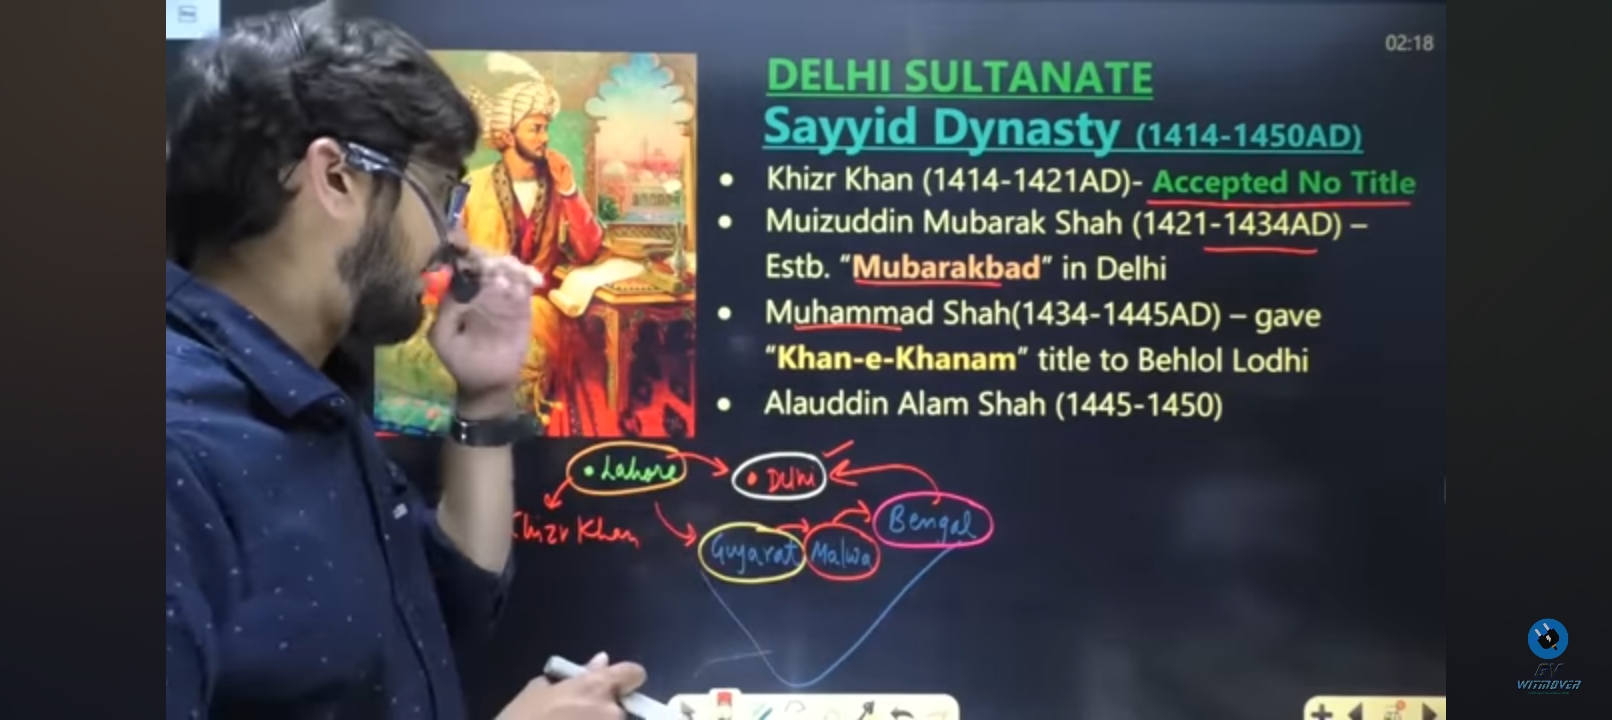 02:18
DELHI SULTANATE
Sayyid Dynasty (1414-1450AD)
• Khizr Khan (1414-1421AD)- Accepted No Title
• Muizuddin Mubarak Shah (1421-1434AD) –
Estb. "Mubarakbad" in Delhi
• Muhammad Shah(1434-1445AD) – gave
"Khan-e-Khanam" title to Behlol Lodhi
• Alauddin Alam Shah (1445-1450)
• Lahore
• Delhi
Khizr Khan
Gujarat
Malwa
Bengal
WITMOVER